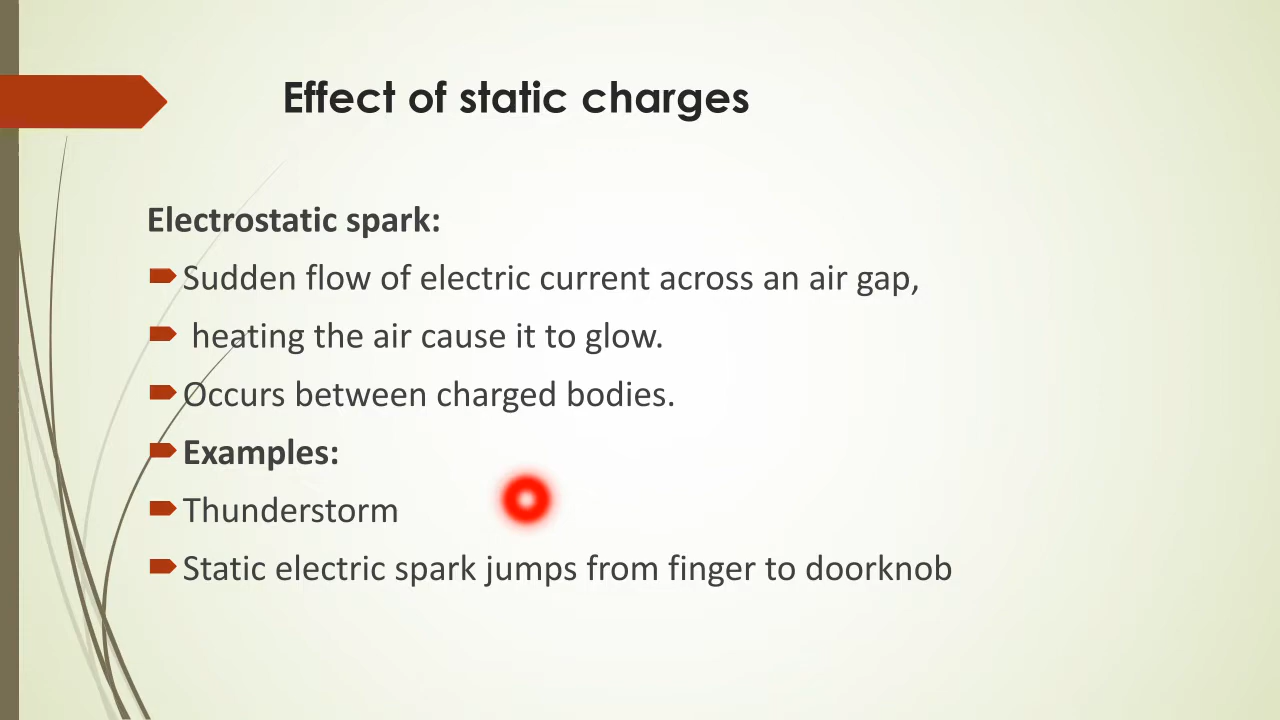 Effect of static charges
Electrostatic spark:
Sudden flow of electric current across an air gap,
heating the air cause it to glow.
Occurs between charged bodies.
Examples:
Thunderstorm
Static electric spark jumps from finger to doorknob